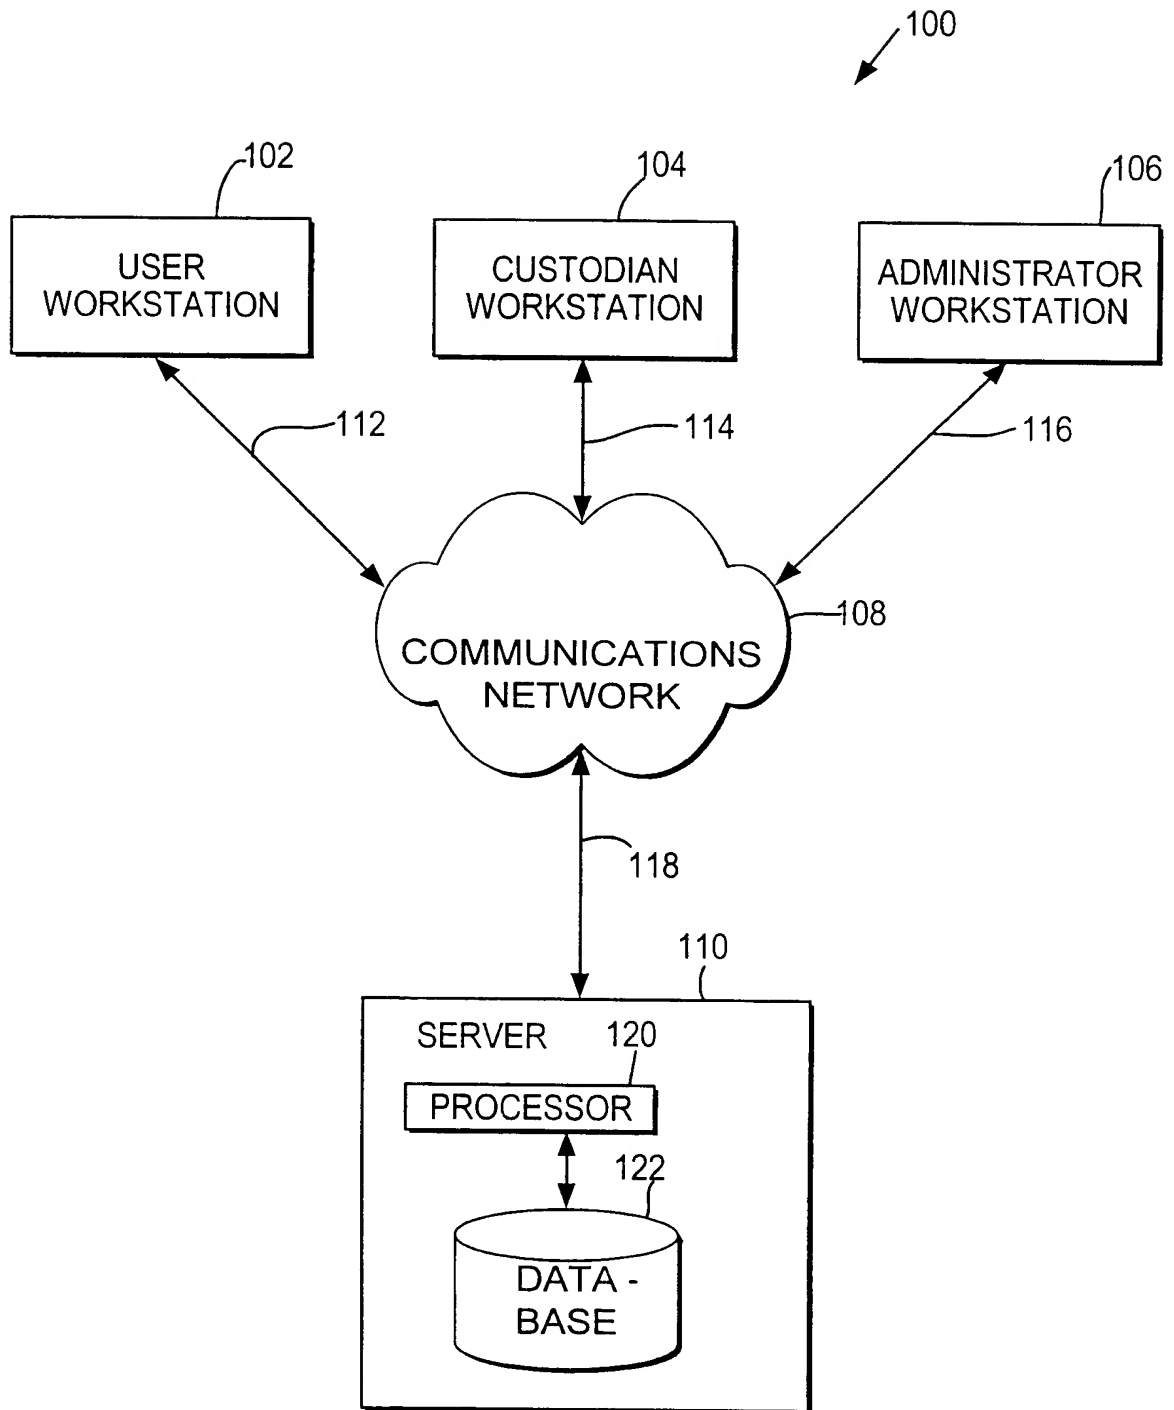 100
102
104
106
USER
WORKSTATION
CUSTODIAN
WORKSTATION
ADMINISTRATOR
WORKSTATION
112
114
116
108
COMMUNICATIONS
NETWORK
118
110
SERVER
120
PROCESSOR
122
DATA -
BASE